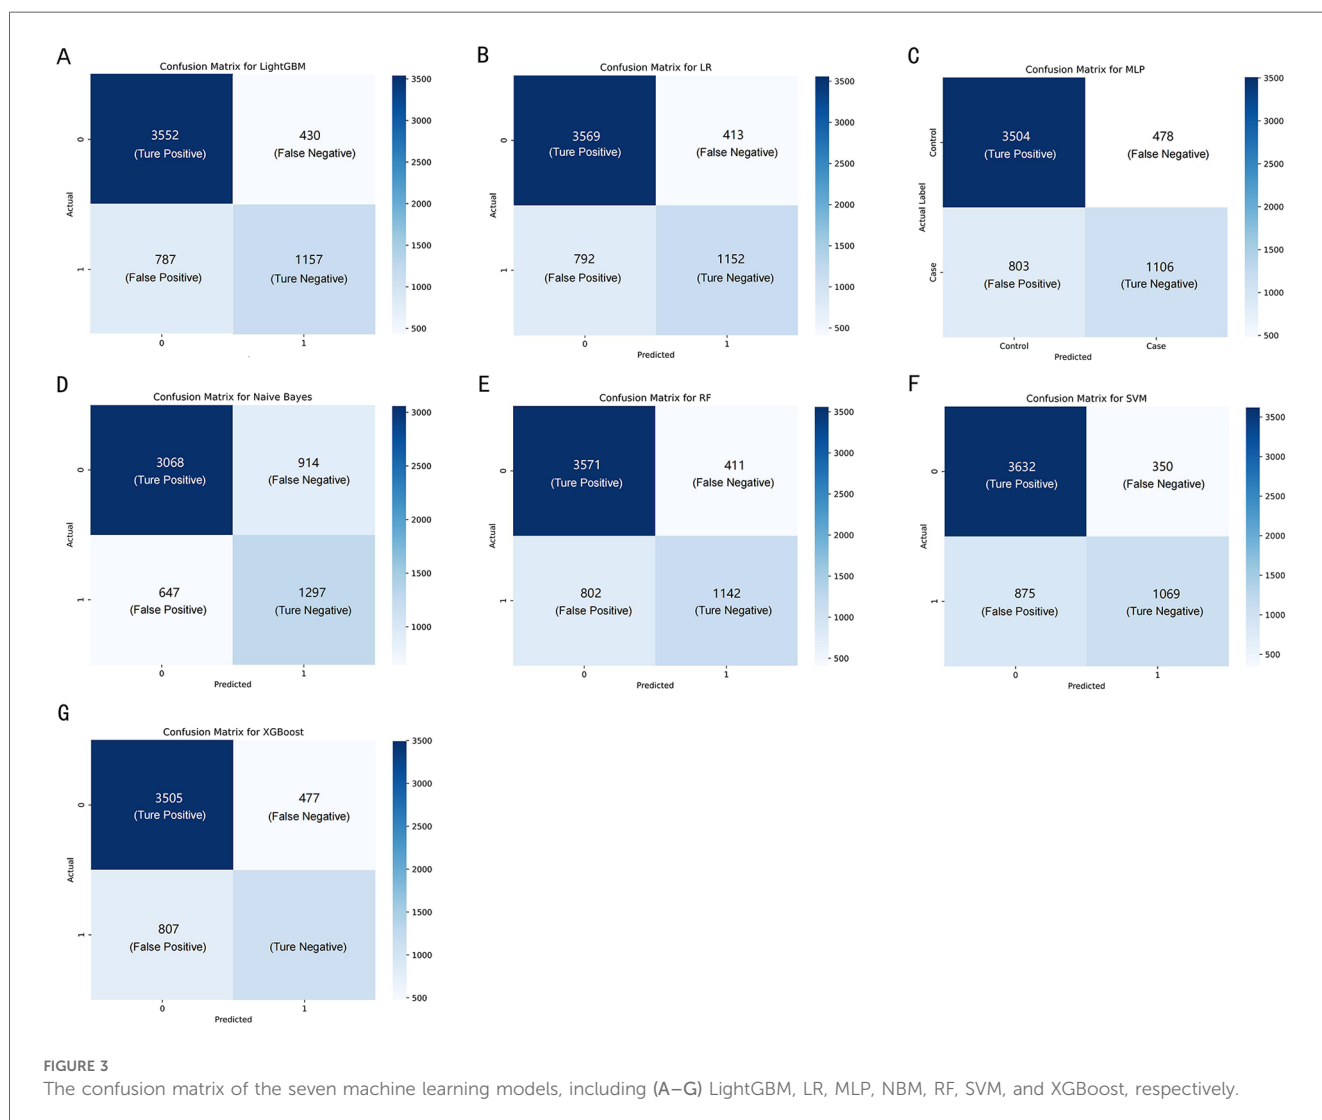 A
Confusion Matrix for LightGBM
3552
(Ture Positive)
430
(False Negative)
787
(False Positive)
1157
(Ture Negative)
Actual
0
1
0
1
3500
3000
2500
2000
1500
1000
500
B
Confusion Matrix for LR
3569
(Ture Positive)
413
(False Negative)
792
(False Positive)
1152
(Ture Negative)
Actual
0
1
0
1
Predicted
3500
3000
2500
2000
1500
1000
500
C
Confusion Matrix for MLP
3504
(Ture Positive)
478
(False Negative)
803
(False Positive)
1106
(Ture Negative)
Actual Label
Control
Case
Control
Case
Predicted
3500
3000
2500
2000
1500
1000
500
D
Confusion Matrix for Naive Bayes
3068
(Ture Positive)
914
(False Negative)
647
(False Positive)
1297
(Ture Negative)
Actual
0
1
0
1
Predicted
3000
2500
2000
1500
1000
E
Confusion Matrix for RF
3571
(Ture Positive)
411
(False Negative)
802
(False Positive)
1142
(Ture Negative)
Actual
0
1
0
1
Predicted
3500
3000
2500
2000
1500
1000
500
F
Confusion Matrix for SVM
3632
(Ture Positive)
350
(False Negative)
875
(False Positive)
1069
(Ture Negative)
Actual
0
1
0
1
Predicted
3500
3000
2500
2000
1500
1000
500
G
Confusion Matrix for XGBoost
3505
(Ture Positive)
477
(False Negative)
807
(False Positive)
(Ture Negative)
Actual
0
1
0
1
Predicted
3500
3000
2500
2000
1500
1000
500
FIGURE 3
The confusion matrix of the seven machine learning models, including (A–G) LightGBM, LR, MLP, NBM, RF, SVM, and XGBoost, respectively.